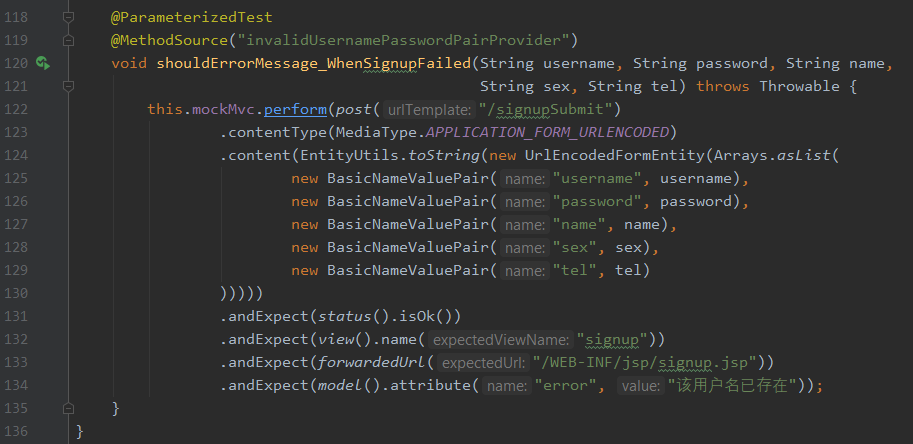 118 @ParameterizedTest
119 @MethodSource("invalidUsernamePasswordPairProvider")
120 void shouldErrorMessage_WhenSignupFailed(String username, String password, String name,
121 String sex, String tel) throws Throwable {
122 this.mockMvc.perform(post( urlTemplate: "/signupSubmit")
123 .contentType(MediaType.APPLICATION_FORM_URLENCODED)
124 .content(EntityUtils.toString(new UrlEncodedFormEntity(Arrays.asList(
125 new BasicNameValuePair( name: "username", username),
126 new BasicNameValuePair( name: "password", password),
127 new BasicNameValuePair( name: "name", name),
128 new BasicNameValuePair( name: "sex", sex),
129 new BasicNameValuePair( name: "tel", tel)
130 )))))
131 .andExpect(status().isOk())
132 .andExpect(view().name( expectedViewName: "signup"))
133 .andExpect(forwardedUrl( expectedUrl: "/WEB-INF/jsp/signup.jsp"))
134 .andExpect(model().attribute( name: "error", value: "该用户名已存在"));
135 }
136 }